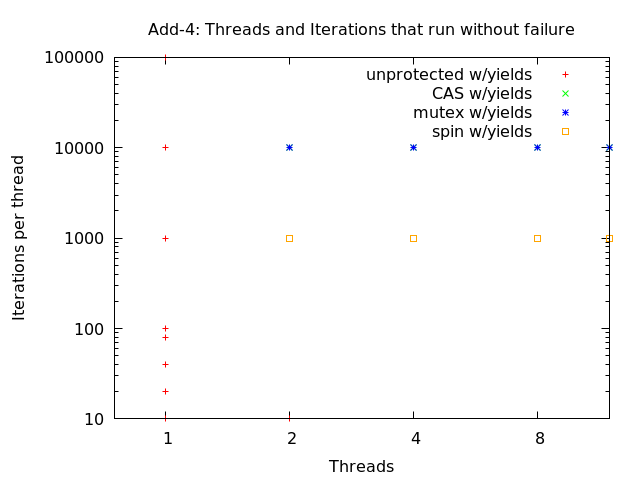 Add-4: Threads and Iterations that run without failure
100000
10000
1000
100
10
Iterations per thread
unprotected w/yields
CAS w/yields
mutex w/yields
spin w/yields
1 2 4 8
Threads